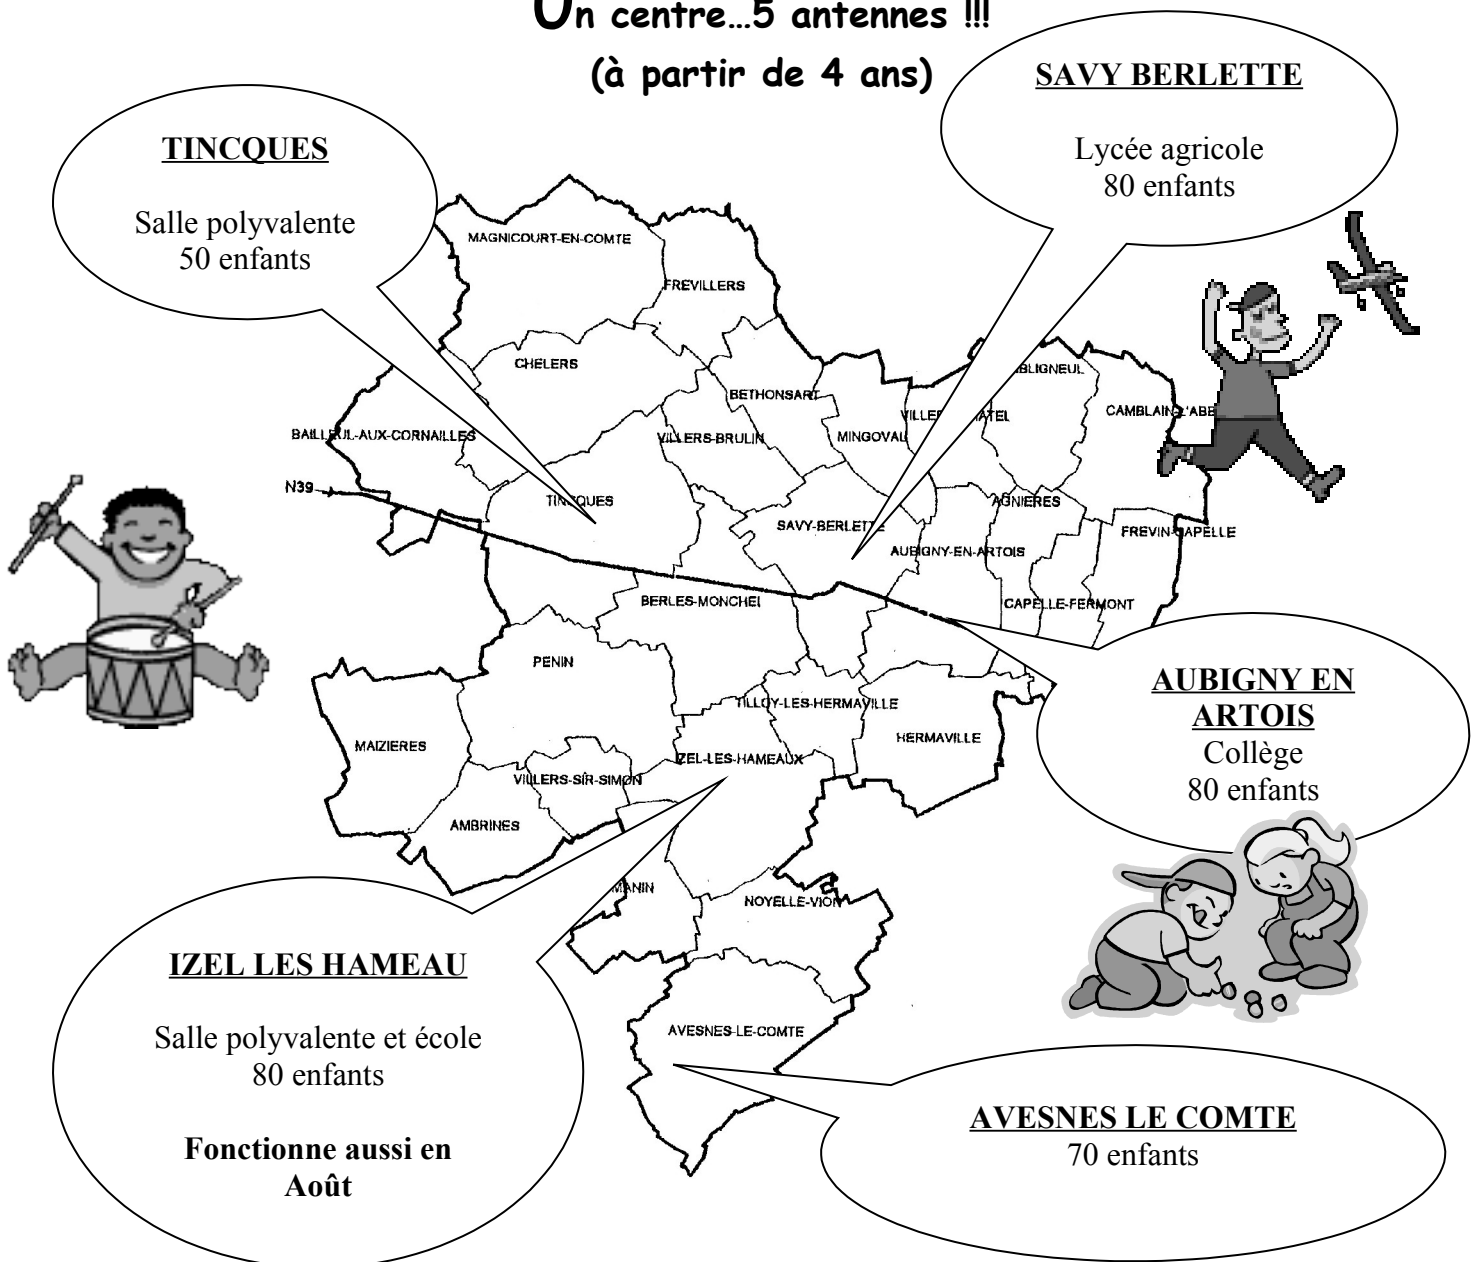 Un centre...5 antennes !!!
(à partir de 4 ans)
SAVY BERLETTE
Lycée agricole
80 enfants
TINCQUES
Salle polyvalente
50 enfants
MAGNICOURT-EN-COMTE
FREVILLERS
CHELERS
BETHONSART
CAMBLAIN-L'ABBE
BAILLEUL-AUX-CORNAILLES
VILLERS-BRULIN
MINGOVAL
N39
TINCQUES
SAVY-BERLETTE
AGNIERES
FREVIN-CAPELLE
AUBIGNY-EN-ARTOIS
BERLES-MONCHEL
CAPELLE-FERMONT
PENIN
TILLOY-LES-HERMAVILLE
HERMAVILLE
MAIZIERES
IZEL-LES-HAMEAUX
VILLERS-SIR-SIMON
AMBRINES
AUBIGNY EN
ARTOIS
Collège
80 enfants
MANIN
NOYELLE-VION
AVESNES-LE-COMTE
IZEL LES HAMEAU
Salle polyvalente et école
80 enfants
Fonctionne aussi en
Août
AVESNES LE COMTE
70 enfants